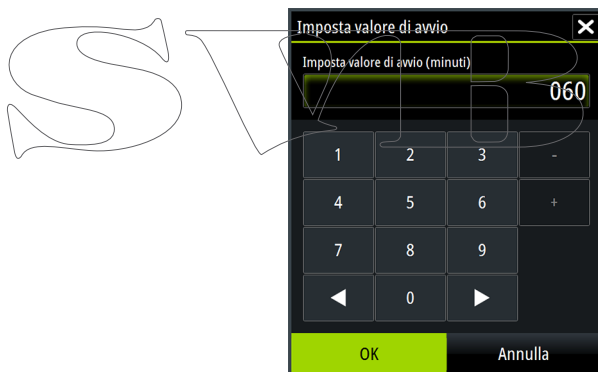 SVB
Imposta valore di avvio
Imposta valore di avvio (minuti)
060
1 2 3 -
4 5 6 +
7 8 9
0
OK Annulla